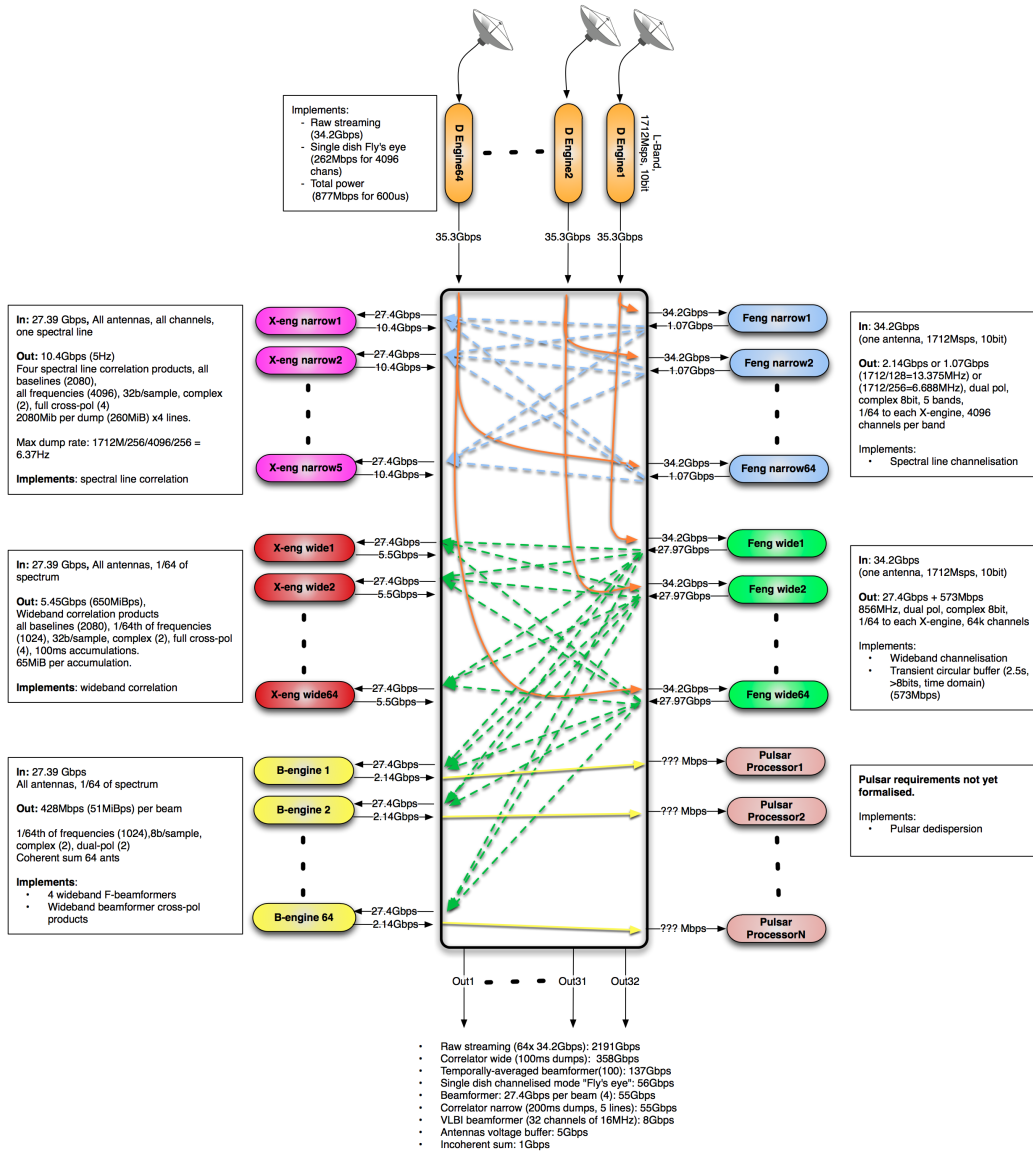 Implements:
- Raw streaming
(34.2Gbps)
- Single dish Fly's eye
(262Mbps for 4096
chans)
- Total power
(877Mbps for 600us)
D Engine64
D Engine2
D Engine1
L-Band,
1712Msps, 10bit
35.3Gbps
35.3Gbps
35.3Gbps
In: 27.39 Gbps, All antennas, all channels,
one spectral line
Out: 10.4Gbps (5Hz)
Four spectral line correlation products, all
baselines (2080),
all frequencies (4096), 32b/sample, complex
(2), full cross-pol (4)
2080Mib per dump (260MiB) x4 lines.
Max dump rate: 1712M/256/4096/256 =
6.37Hz
Implements: spectral line correlation
X-eng narrow1
27.4Gbps
10.4Gbps
X-eng narrow2
27.4Gbps
10.4Gbps
X-eng narrow5
27.4Gbps
10.4Gbps
34.2Gbps
1.07Gbps
Feng narrow1
34.2Gbps
1.07Gbps
Feng narrow2
34.2Gbps
1.07Gbps
Feng narrow64
In: 34.2Gbps
(one antenna, 1712Msps, 10bit)
Out: 2.14Gbps or 1.07Gbps
(1712/128=13.375MHz) or
(1712/256=6.688MHz), dual pol,
complex 8bit, 5 bands,
1/64 to each X-engine, 4096
channels per band
Implements:
• Spectral line channelisation
In: 27.39 Gbps, All antennas, 1/64 of
spectrum
Out: 5.45Gbps (650MiBps),
Wideband correlation products
all baselines (2080), 1/64th of frequencies
(1024), 32b/sample, complex (2), full cross-pol
(4), 100ms accumulations.
65MiB per accumulation.
Implements: wideband correlation
X-eng wide1
27.4Gbps
5.5Gbps
X-eng wide2
27.4Gbps
5.5Gbps
X-eng wide64
27.4Gbps
5.5Gbps
34.2Gbps
27.97Gbps
Feng wide1
34.2Gbps
27.97Gbps
Feng wide2
34.2Gbps
27.97Gbps
Feng wide64
In: 34.2Gbps
(one antenna, 1712Msps, 10bit)
Out: 27.4Gbps + 573Mbps
856MHz, dual pol, complex 8bit,
1/64 to each X-engine, 64k channels
Implements:
• Wideband channelisation
• Transient circular buffer (2.5s,
>8bits, time domain)
(573Mbps)
In: 27.39 Gbps
All antennas, 1/64 of spectrum
Out: 428Mbps (51MiBps) per beam
1/64th of frequencies (1024),8b/sample,
complex (2), dual-pol (2)
Coherent sum 64 ants
Implements:
• 4 wideband F-beamformers
• Wideband beamformer cross-pol
products
B-engine 1
27.4Gbps
2.14Gbps
B-engine 2
27.4Gbps
2.14Gbps
B-engine 64
27.4Gbps
2.14Gbps
??? Mbps
Pulsar
Processor1
??? Mbps
Pulsar
Processor2
??? Mbps
Pulsar
ProcessorN
Pulsar requirements not yet
formalised.
Implements:
• Pulsar dedispersion
Out1
Out31
Out32
• Raw streaming (64x 34.2Gbps): 2191Gbps
• Correlator wide (100ms dumps): 358Gbps
• Temporally-averaged beamformer(100): 137Gbps
• Single dish channelised mode "Fly's eye": 56Gbps
• Beamformer: 27.4Gbps per beam (4): 55Gbps
• Correlator narrow (200ms dumps, 5 lines): 55Gbps
• VLBI beamformer (32 channels of 16MHz): 8Gbps
• Antennas voltage buffer: 5Gbps
• Incoherent sum: 1Gbps